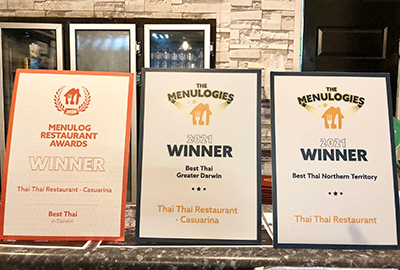 MENULOG
RESTAURANT
AWARDS
WINNER
Thai Thai Restaurant - Casuarina
Best Thai
in Darwin
THE
MENULOGIES
2021
WINNER
Best Thai
Greater Darwin
Thai Thai Restaurant
- Casuarina
THE
MENULOGIES
2021
WINNER
Best Thai Northern Territory
Thai Thai Restaurant